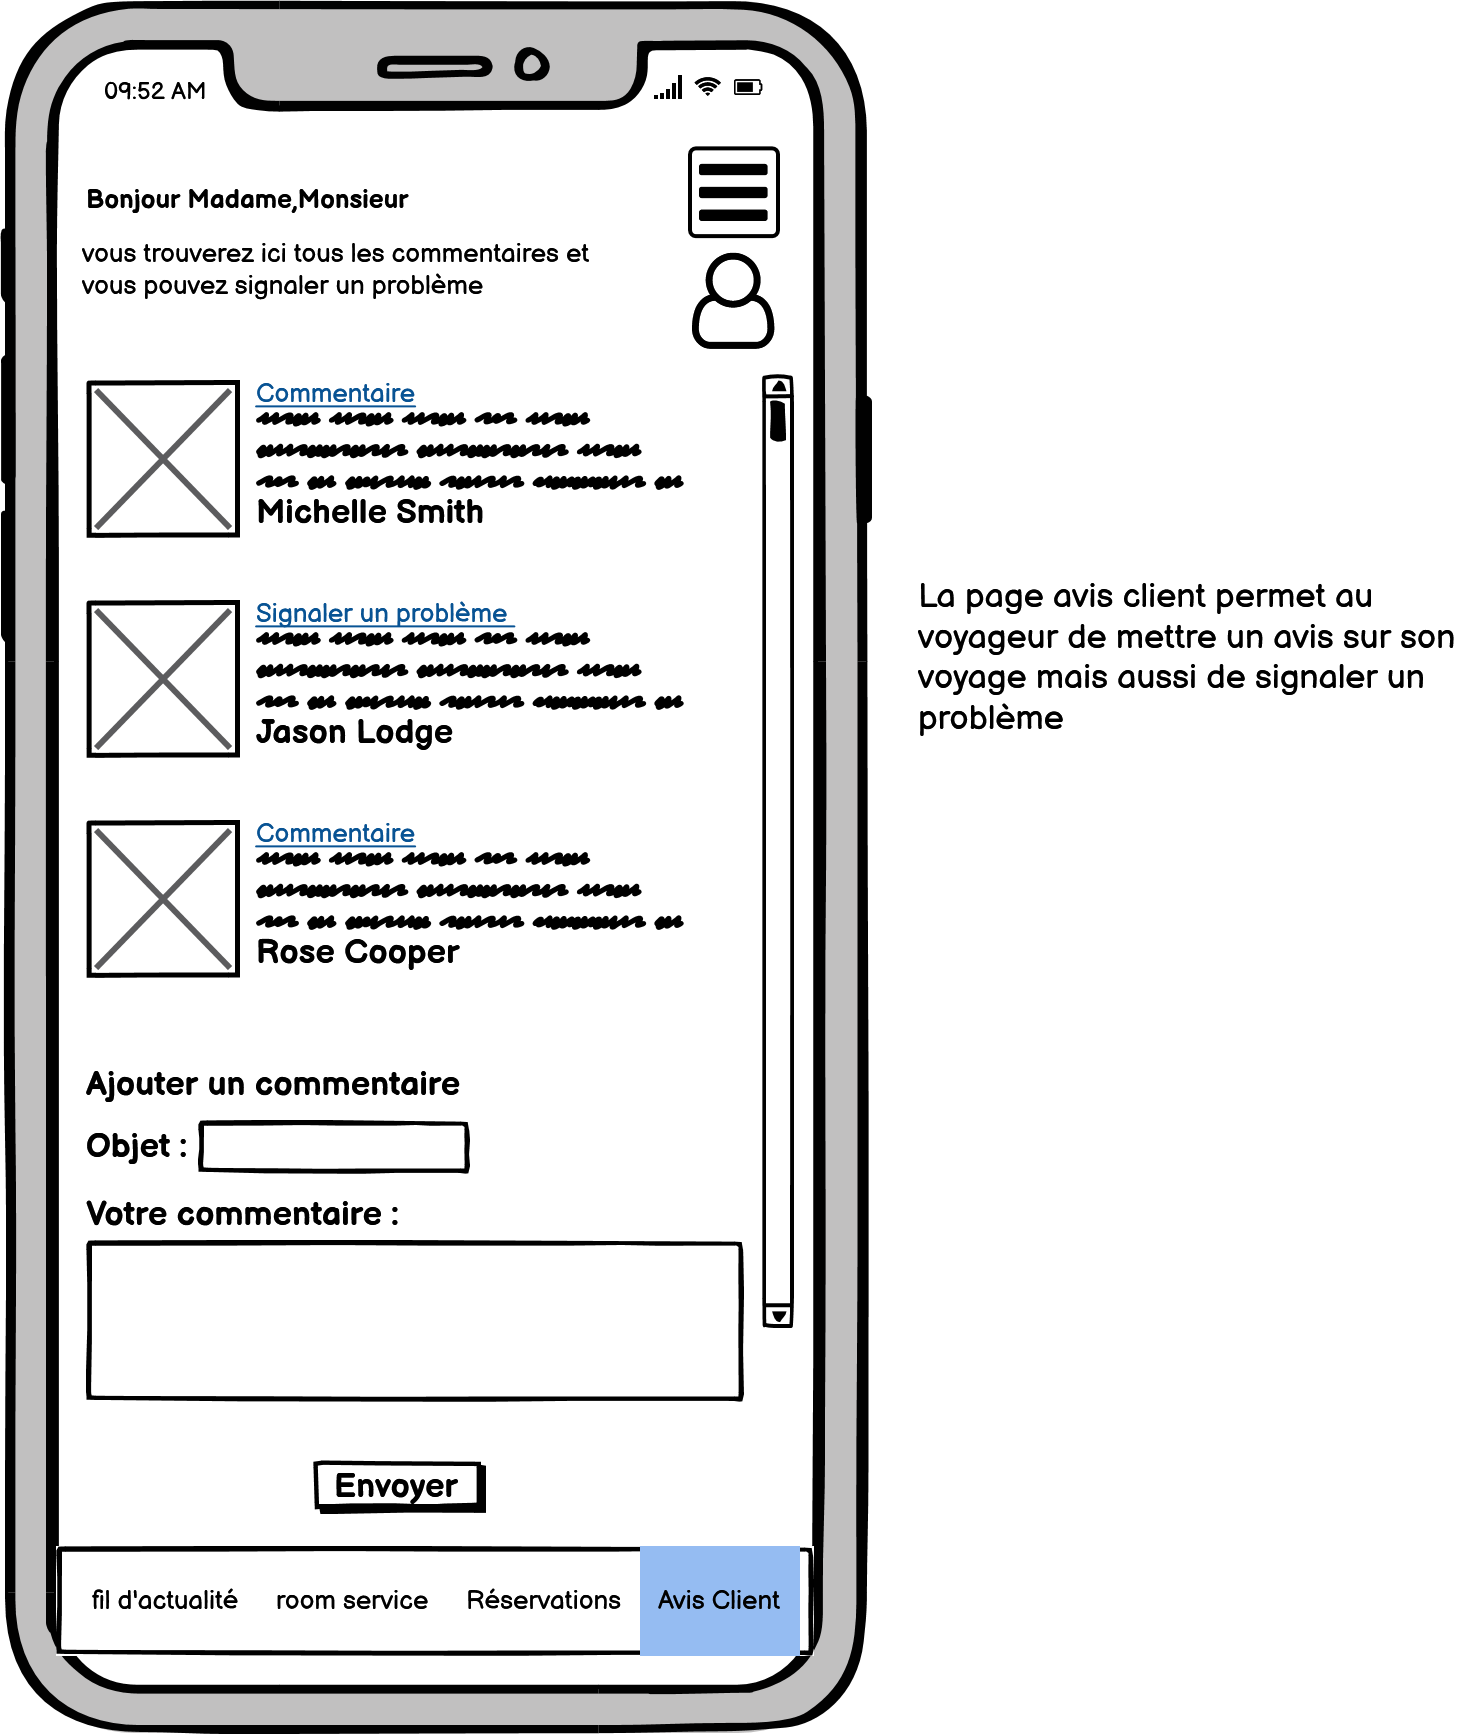 09:52 AM
Bonjour Madame,Monsieur
vous trouverez ici tous les commentaires et
vous pouvez signaler un problème
Commentaire
Michelle Smith
Signaler un problème
Jason Lodge
Commentaire
Rose Cooper
Ajouter un commentaire
Objet :
Votre commentaire :
Envoyer
fil d'actualité room service Réservations Avis Client
La page avis client permet au
voyageur de mettre un avis sur son
voyage mais aussi de signaler un
problème